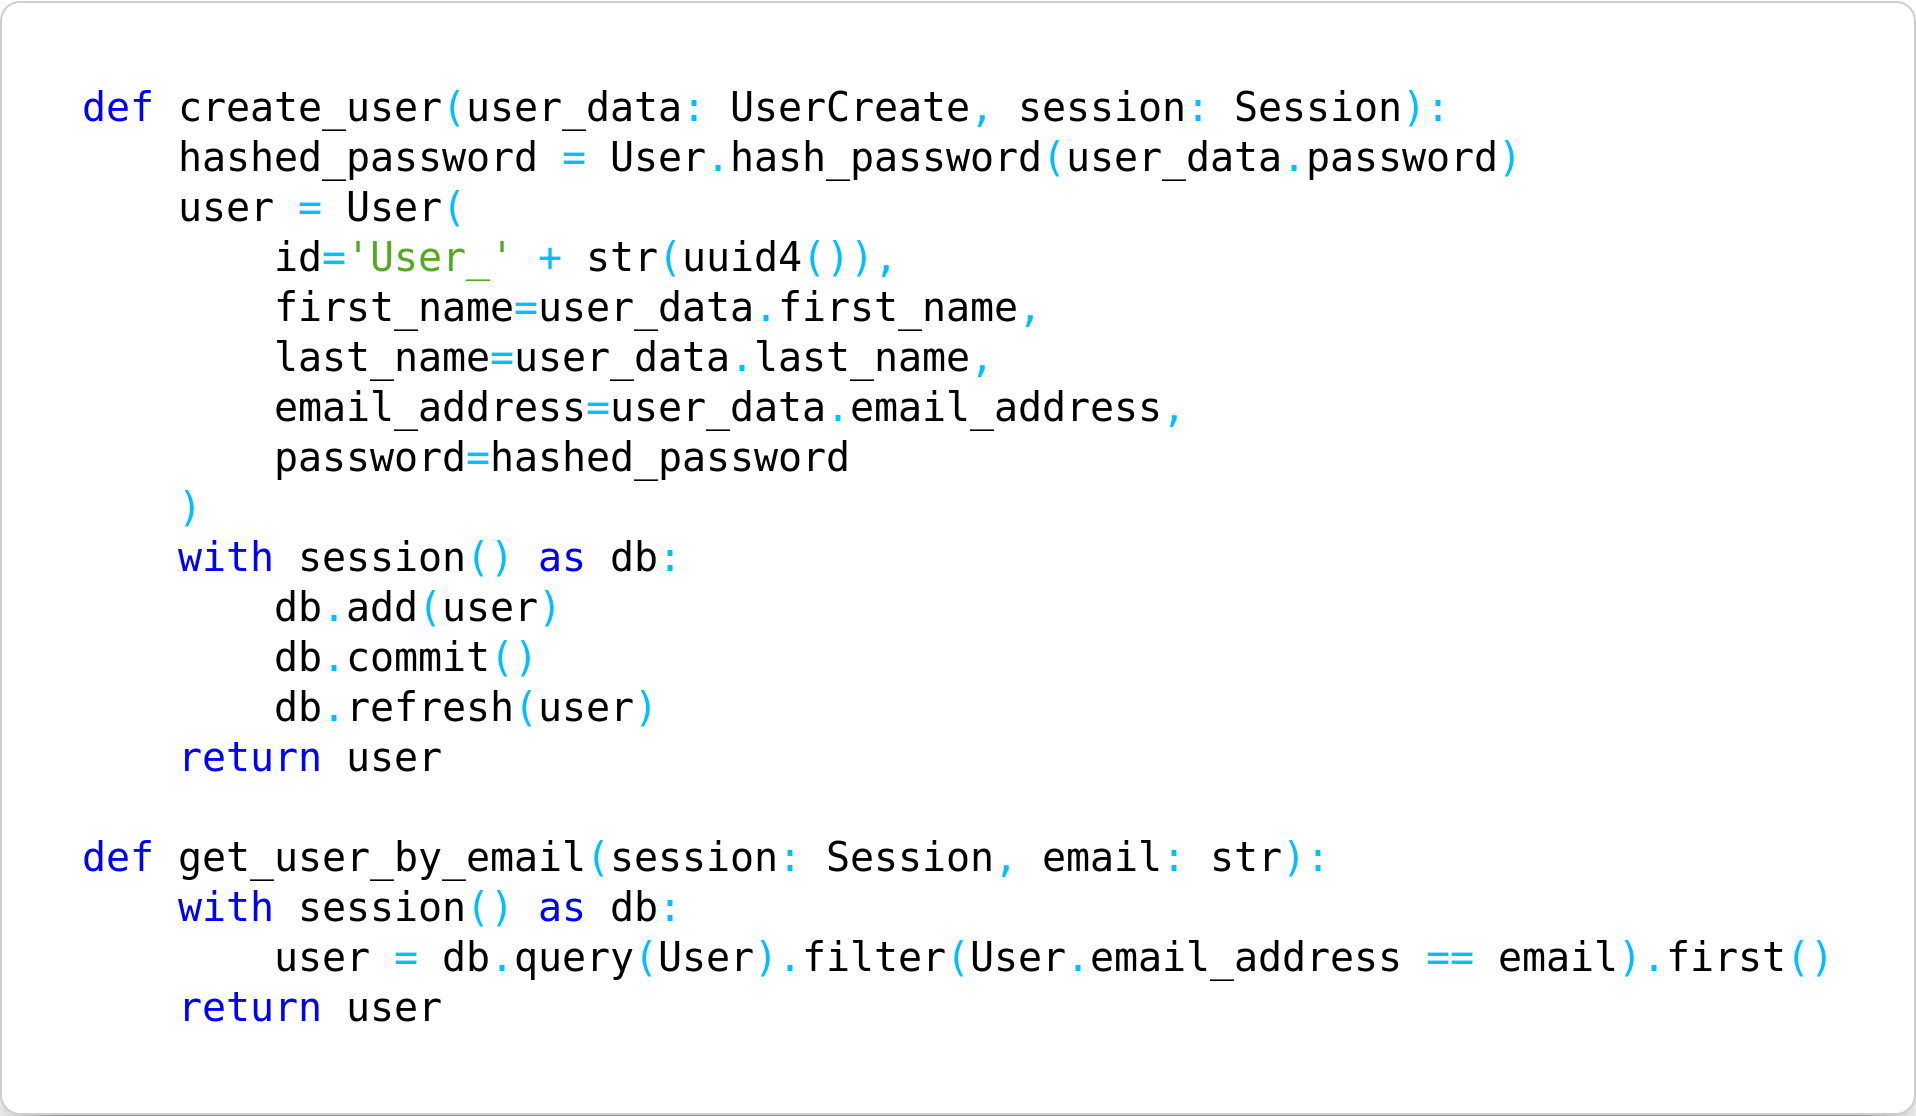 def create_user(user_data: UserCreate, session: Session):
    hashed_password = User.hash_password(user_data.password)
    user = User(
        id='User_' + str(uuid4()),
        first_name=user_data.first_name,
        last_name=user_data.last_name,
        email_address=user_data.email_address,
        password=hashed_password
    )
    with session() as db:
        db.add(user)
        db.commit()
        db.refresh(user)
    return user

def get_user_by_email(session: Session, email: str):
    with session() as db:
        user = db.query(User).filter(User.email_address == email).first()
    return user